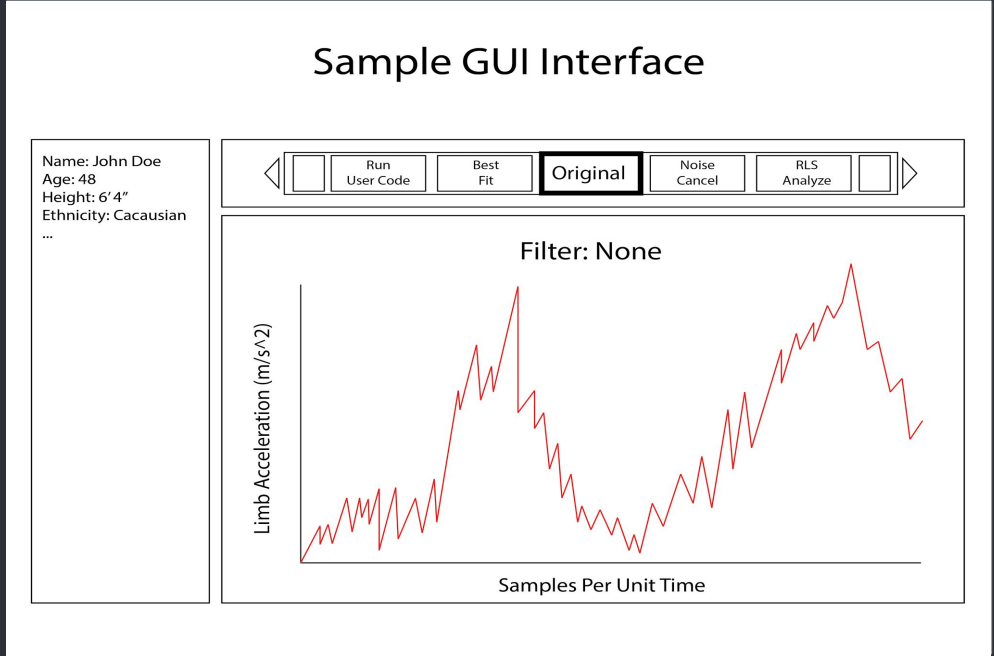 Sample GUI Interface
Name: John Doe
Age: 48
Height: 6’4”
Ethnicity: Cacausian
...
Run
User Code
Best
Fit
Original
Noise
Cancel
RLS
Analyze
Filter: None
Limb Acceleration (m/s^2)
Samples Per Unit Time